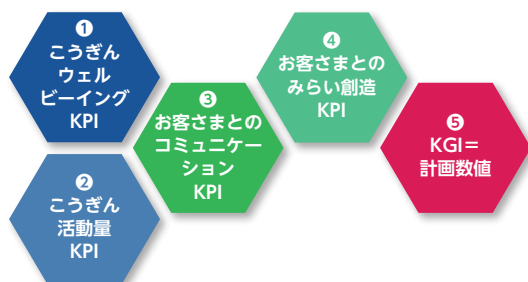 ❶
こうぎん
ウェル
ビーイング
KPI
❷
こうぎん
活動量
KPI
❸
お客さまとの
コミュニケー
ション
KPI
❹
お客さまとの
みらい創造
KPI
❺
KGI＝
計画数値